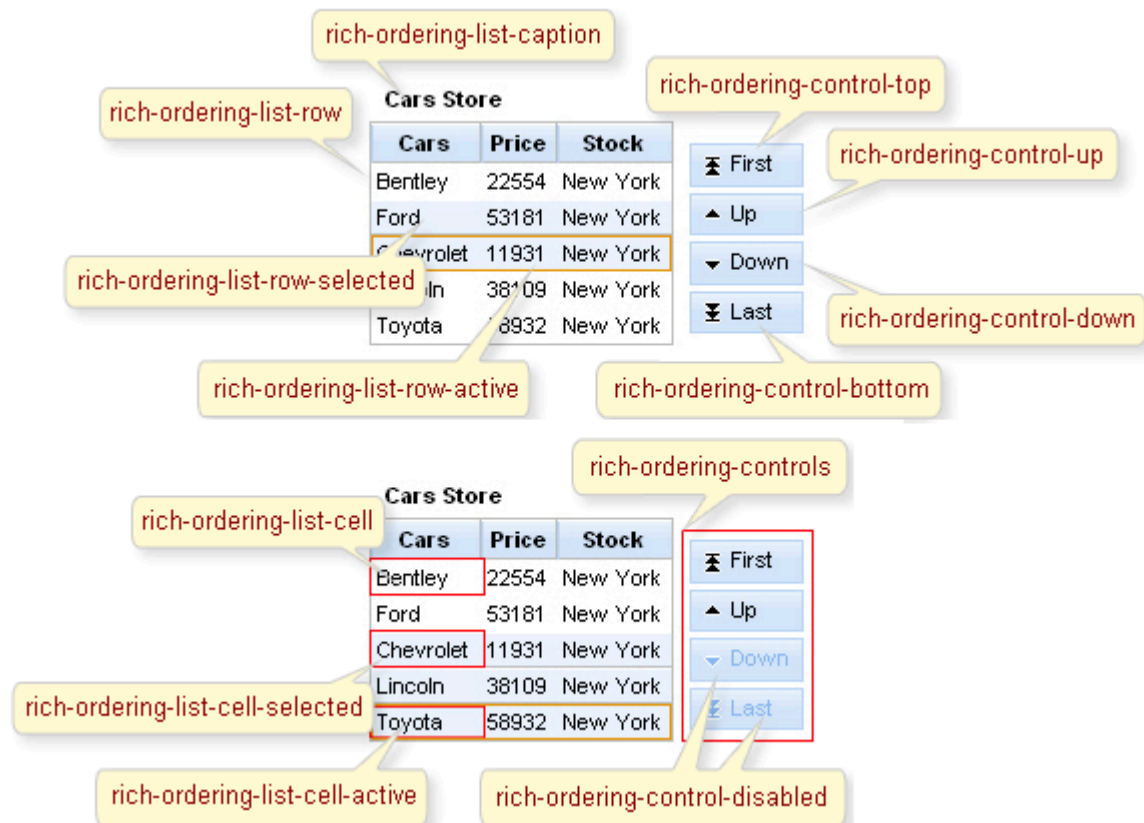 rich-ordering-list-caption
Cars Store
rich-ordering-control-top
rich-ordering-list-row
Cars Price Stock
rich-ordering-control-up
First
Bentley 22554 New York
Up
Ford 53181 New York
Chevrolet 11931 New York
Down
rich-ordering-list-row-selected
38109 New York
Last
rich-ordering-control-down
Toyota 8932 New York
rich-ordering-list-row-active
rich-ordering-control-bottom
rich-ordering-controls
Cars Store
rich-ordering-list-cell
Cars Price Stock
First
Bentley 22554 New York
Ford 53181 New York
Up
Chevrolet 11931 New York
Down
Lincoln 38109 New York
rich-ordering-list-cell-selected
Last
Toyota 58932 New York
rich-ordering-list-cell-active
rich-ordering-control-disabled